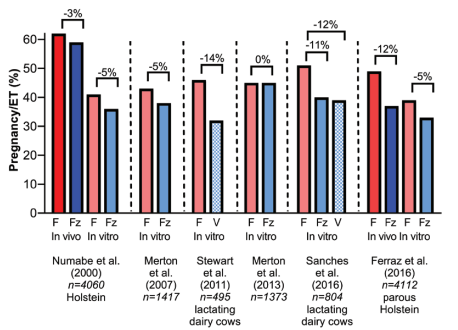 -12%
-3%
-14%
-11%
-12%
-5%
-5%
0%
-5%
Pregnancy/ET (%)
60
50
40
30
20
10
0
F Fz F Fz F Fz F V F Fz F Fz V F Fz F Fz
In vivo In vitro In vitro In vitro In vitro In vitro In vivo In vitro
Numabe et al.
(2000)
n=4060
Holstein
Merton
et al.
(2007)
n=1417
Stewart
et al.
(2011)
n=495
lactating
dairy cows
Merton
et al.
(2013)
n=1373
Sanches
et al.
(2016)
n=804
lactating
dairy cows
Ferraz et al.
(2016)
n=4112
parous
Holstein